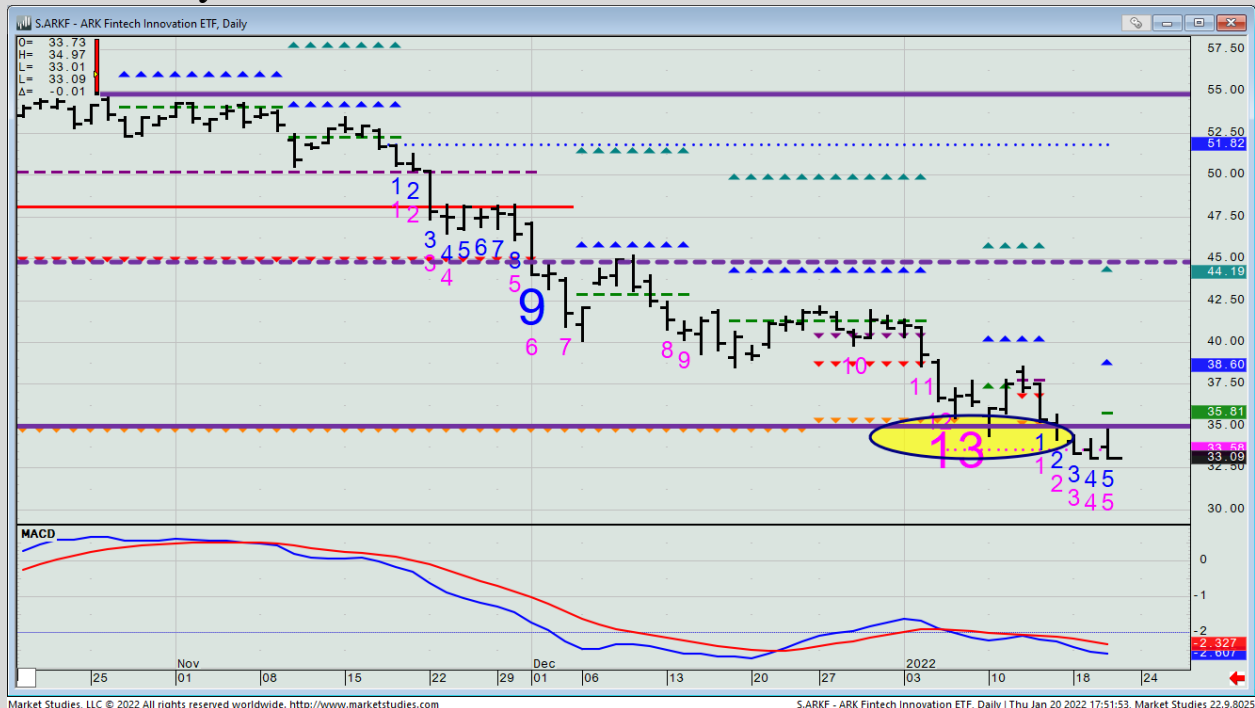 S.ARKF - ARK Fintech Innovation ETF, Daily
O= 33.73
H= 34.97
L= 33.01
L= 33.09
Δ= -0.01
57.50
55.00
52.50
51.82
50.00
47.50
45.00
44.19
42.50
40.00
38.60
37.50
35.81
35.00
33.58
33.09
32.50
30.00
1 2
1 2
3 4 5 6 7 8
3 4 5
9
6 7
8 9
10
11
12
13
1 2 3 4 5
1 2 3 4 5
MACD
0
-1
-2
-2.327
-2.607
Nov Dec 2022
25 01 08 15 22 29 01 06 13 20 27 03 10 18 24
Market Studies, LLC © 2022 All rights reserved worldwide. http://www.marketstudies.com
S.ARKF - ARK Fintech Innovation ETF, Daily | Thu Jan 20 2022 17:51:53, Market Studies 22.9.8025